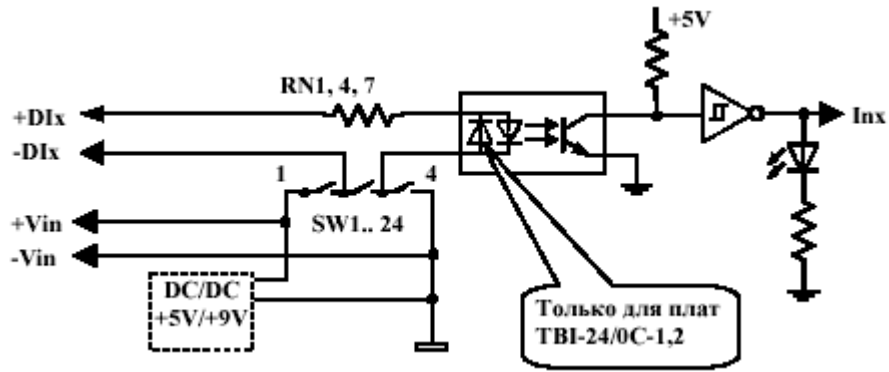 +5V
RN1, 4, 7
+DIx
Inx
-DIx
1
4
+Vin
SW1.. 24
-Vin
DC/DC
+5V/+9V
Только для плат
TBI-24/0C-1,2